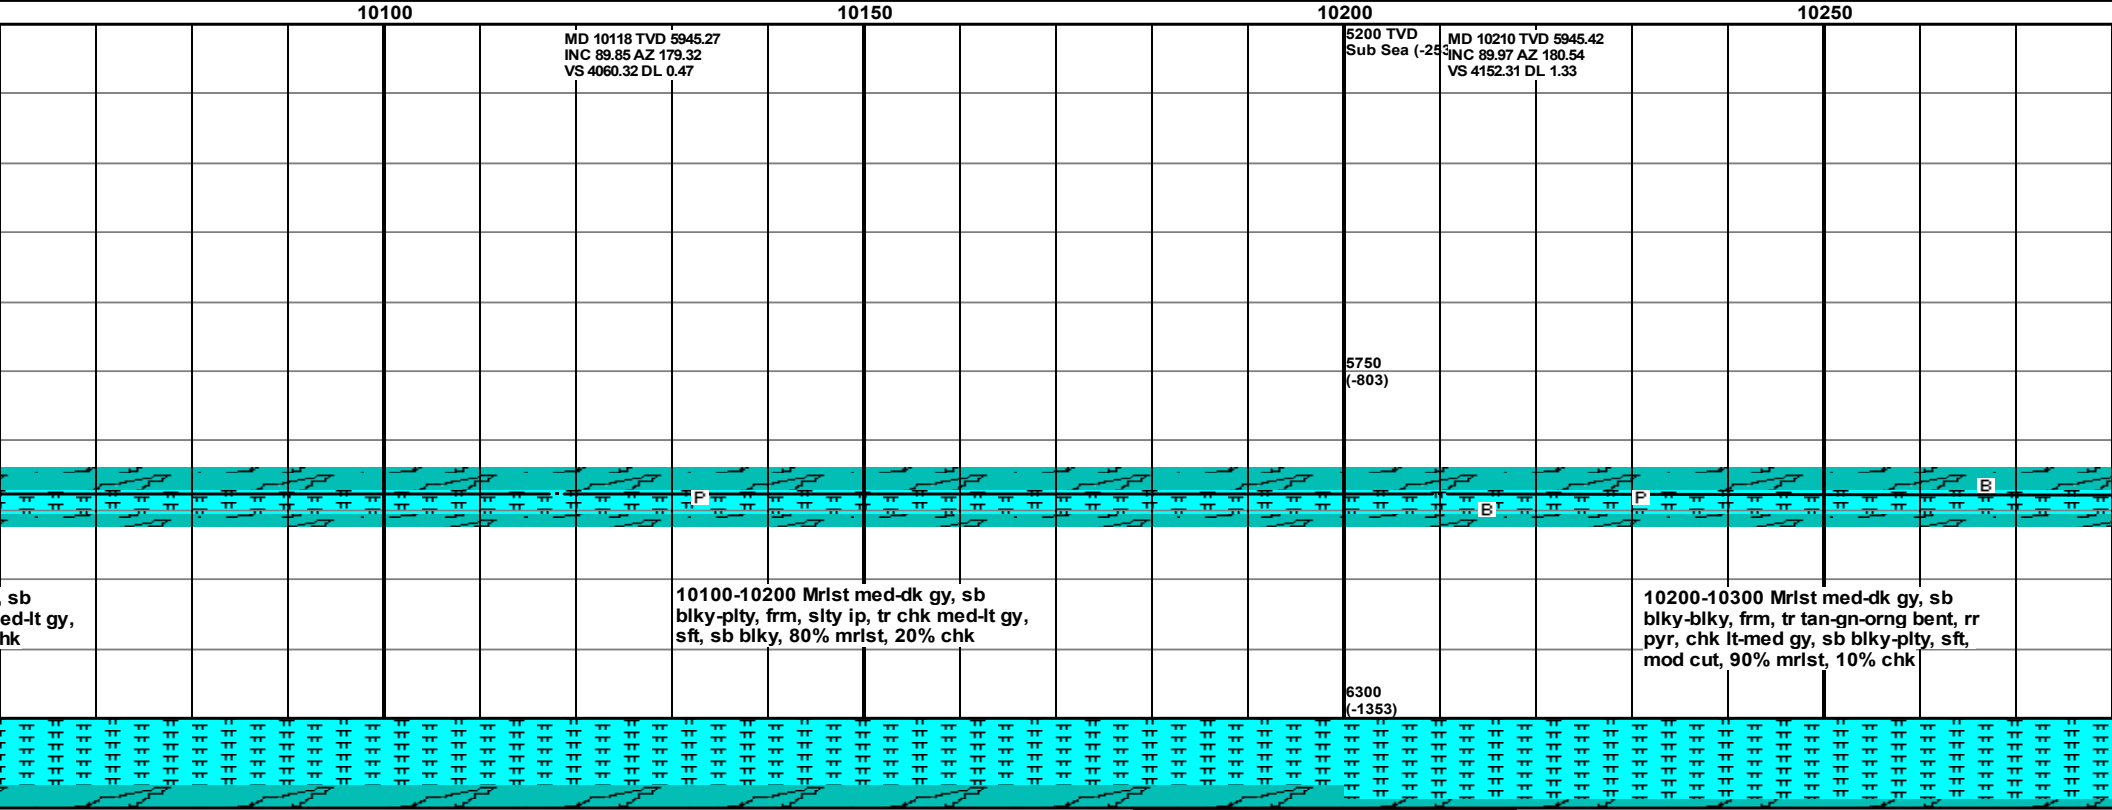 10100
10150
10200
10250
MD 10118 TVD 5945.27
INC 89.85 AZ 179.32
VS 4060.32 DL 0.47
5200 TVD
Sub Sea (-253
MD 10210 TVD 5945.42
INC 89.97 AZ 180.54
VS 4152.31 DL 1.33
5750
(-803)
P
B
P
B
, sb
ed-lt gy,
hk
10100-10200 Mrlst med-dk gy, sb
blky-plty, frm, slty ip, tr chk med-lt gy,
sft, sb blky, 80% mrlst, 20% chk
10200-10300 Mrlst med-dk gy, sb
blky-blky, frm, tr tan-gn-orng bent, rr
pyr, chk lt-med gy, sb blky-plty, sft,
mod cut, 90% mrlst, 10% chk
6300
(-1353)